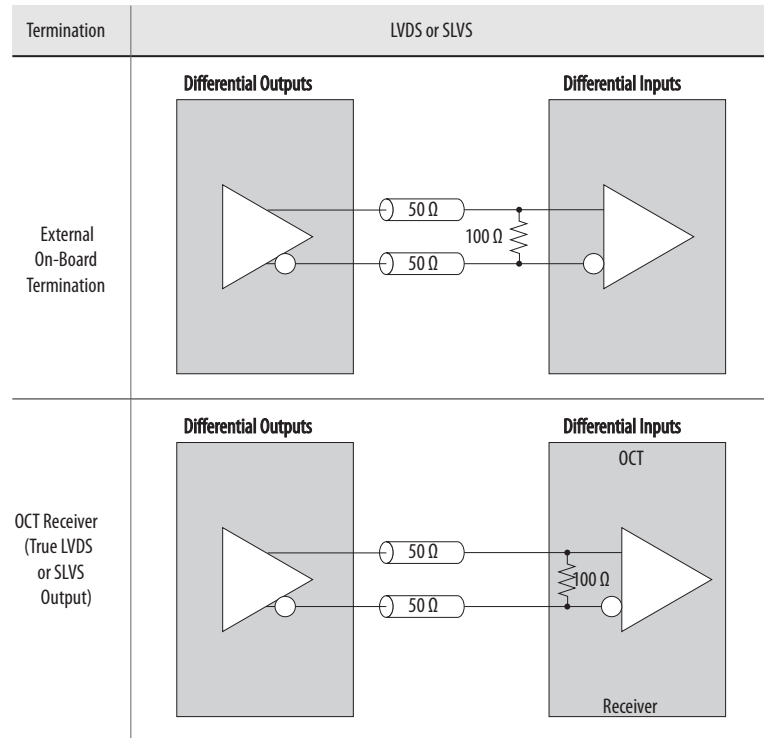 Termination
LVDS or SLVS
Differential Outputs
Differential Inputs
External
On-Board
Termination
50 Ω
100 Ω
50 Ω
Differential Outputs
Differential Inputs
OCT
OCT Receiver
(True LVDS
or SLVS
Output)
50 Ω
100 Ω
50 Ω
Receiver